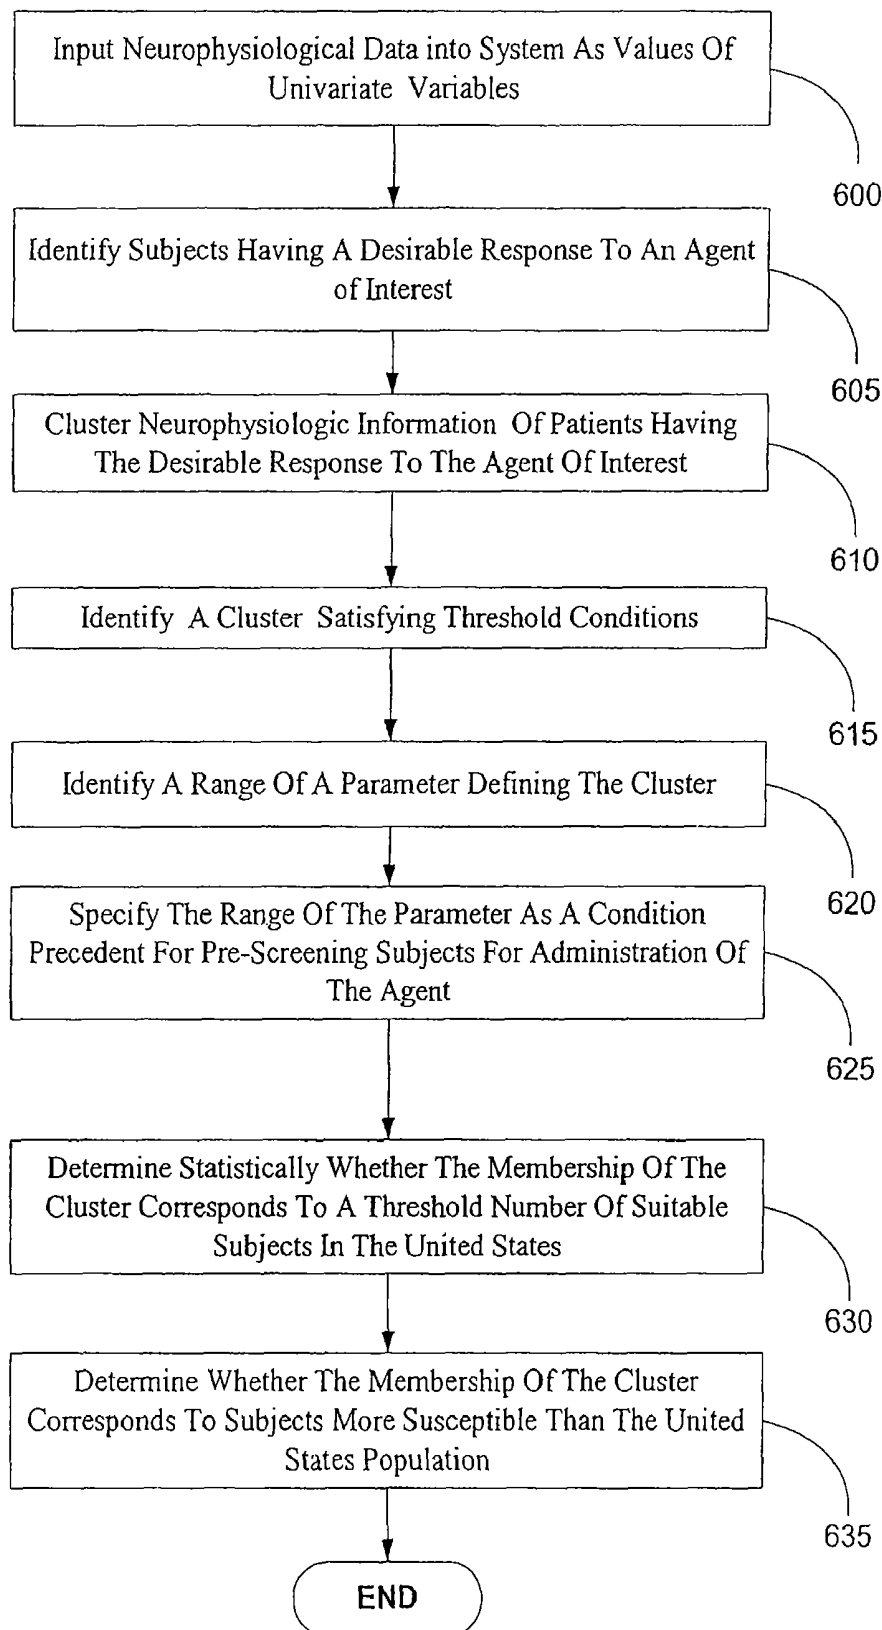 Input Neurophysiological Data into System As Values Of
Univariate Variables
600
Identify Subjects Having A Desirable Response To An Agent
of Interest
605
Cluster Neurophysiologic Information Of Patients Having
The Desirable Response To The Agent Of Interest
610
Identify A Cluster Satisfying Threshold Conditions
615
Identify A Range Of A Parameter Defining The Cluster
620
Specify The Range Of The Parameter As A Condition
Precedent For Pre-Screening Subjects For Administration Of
The Agent
625
Determine Statistically Whether The Membership Of The
Cluster Corresponds To A Threshold Number Of Suitable
Subjects In The United States
630
Determine Whether The Membership Of The Cluster
Corresponds To Subjects More Susceptible Than The United
States Population
635
END